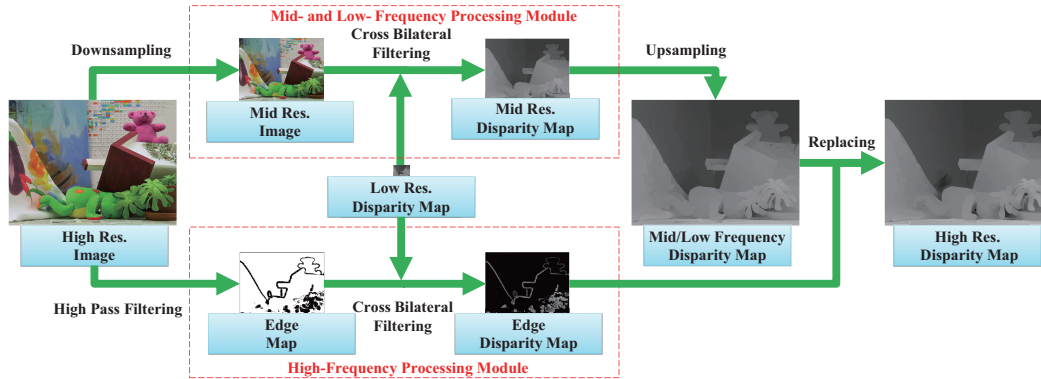 Mid- and Low- Frequency Processing Module
Downsampling
Cross Bilateral
Filtering
Upsampling
Mid Res.
Image
Mid Res.
Disparity Map
Replacing
Low Res.
Disparity Map
High Res.
Image
Mid/Low Frequency
Disparity Map
High Res.
Disparity Map
High Pass Filtering
Cross Bilateral
Filtering
Edge
Map
Edge
Disparity Map
High-Frequency Processing Module